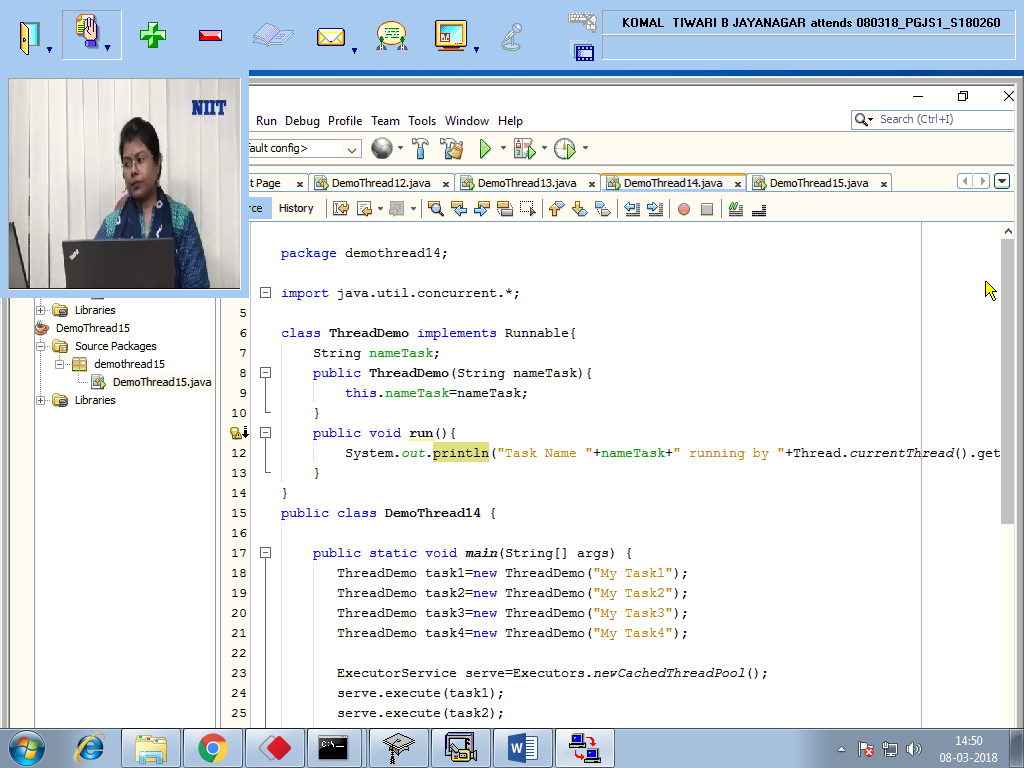 KOMAL TIWARI B JAYANAGAR attends 080318_PGJS1_S180260
NIIT
Run Debug Profile Team Tools Window Help
Search (Ctrl+I)
fault config>
t Page DemoThread12.java DemoThread13.java DemoThread14.java DemoThread15.java
rce History
package demothread14;
import java.util.concurrent.*;
5
6 class ThreadDemo implements Runnable{
7 String nameTask;
8 public ThreadDemo(String nameTask){
9 this.nameTask=nameTask;
10 }
public void run(){
12 System.out.println("Task Name "+nameTask+" running by "+Thread.currentThread().get
13 }
14 }
15 public class DemoThread14 {
16
17 public static void main(String[] args) {
18 ThreadDemo task1=new ThreadDemo("My Task1");
19 ThreadDemo task2=new ThreadDemo("My Task2");
20 ThreadDemo task3=new ThreadDemo("My Task3");
21 ThreadDemo task4=new ThreadDemo("My Task4");
22
23 ExecutorService serve=Executors.newCachedThreadPool();
24 serve.execute(task1);
25 serve.execute(task2);
Libraries
DemoThread15
Source Packages
demothread15
DemoThread15.java
Libraries
14:50
08-03-2018